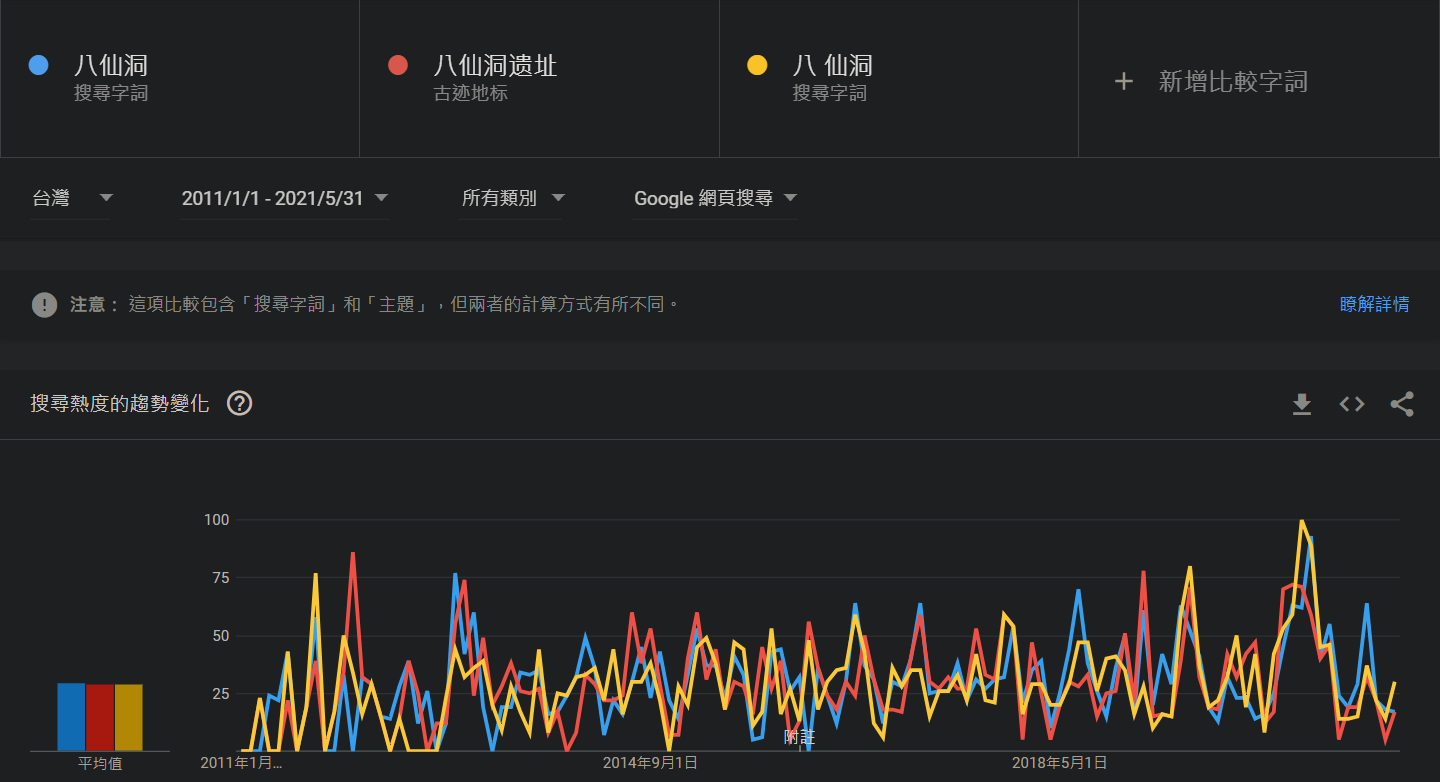 八仙洞
搜尋字詞
八仙洞遗址
古迹地标
八 仙洞
搜尋字詞
+ 新增比較字詞
台灣
2011/1/1 - 2021/5/31
所有類別
Google 網頁搜尋
注意： 這項比較包含「搜尋字詞」和「主題」，但兩者的計算方式有所不同。
瞭解詳情
搜尋熱度的趨勢變化
100
75
50
25
附註
平均值
2011年1月…
2014年9月1日
2018年5月1日